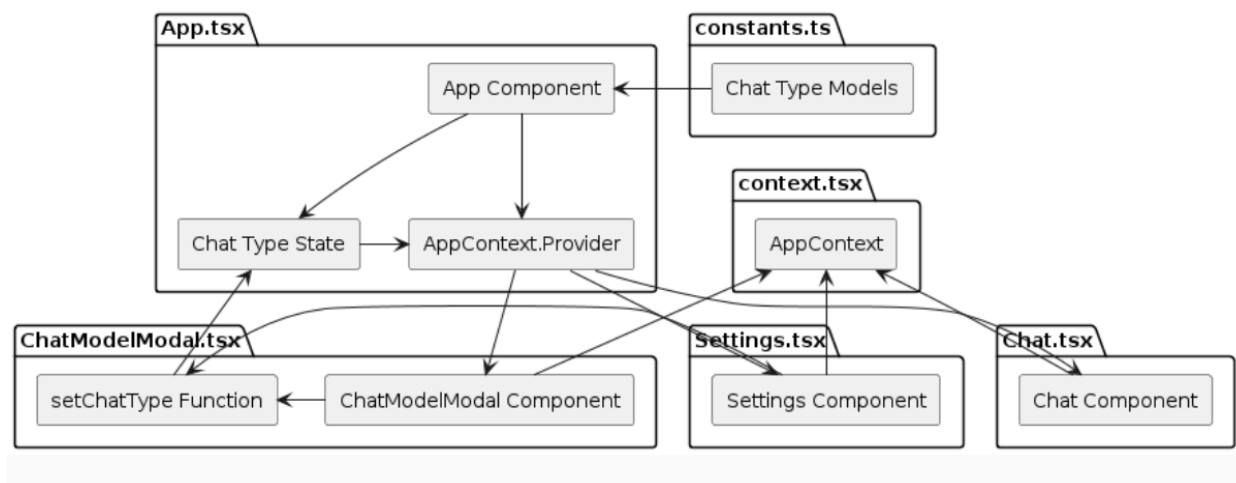 App.tsx
constants.ts
App Component
Chat Type Models
context.tsx
Chat Type State
AppContext.Provider
AppContext
ChatModelModal.tsx
Settings.tsx
Chat.tsx
setChatType Function
ChatModelModal Component
Settings Component
Chat Component